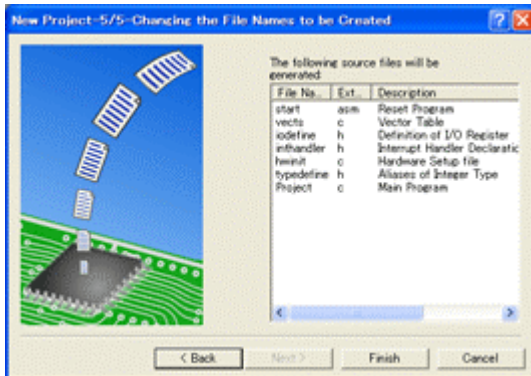 New Project-5/5-Changing the File Names to be Created
The following source files will be
generated:
File Na... Ext... Description
start asm Reset Program
vects c Vector Table
iodefine h Definition of I/O Register
inthandler h Interrupt Handler Declaratic
hwinit c Hardware Setup file
typedefine h Aliases of Integer Type
Project c Main Program
< Back Next > Finish Cancel